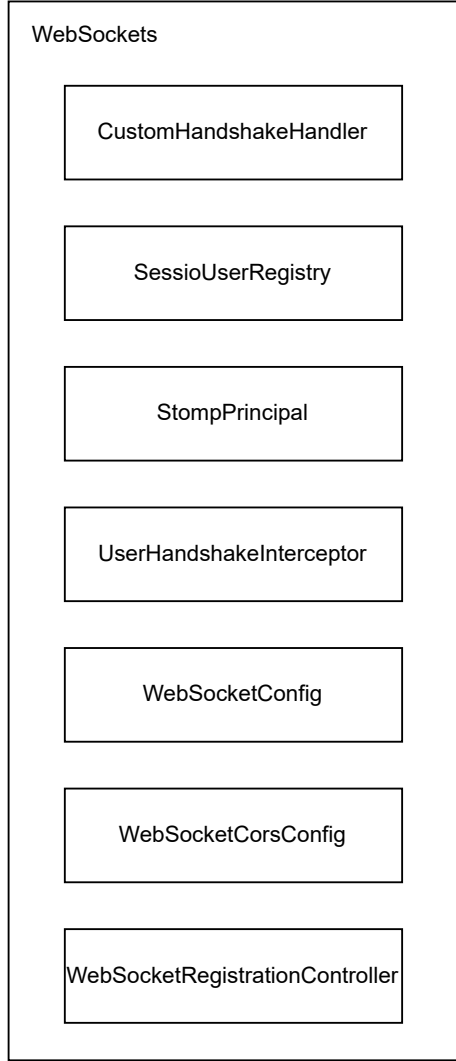 WebSockets
CustomHandshakeHandler
SessioUserRegistry
StompPrincipal
UserHandshakeInterceptor
WebSocketConfig
WebSocketCorsConfig
WebSocketRegistrationController